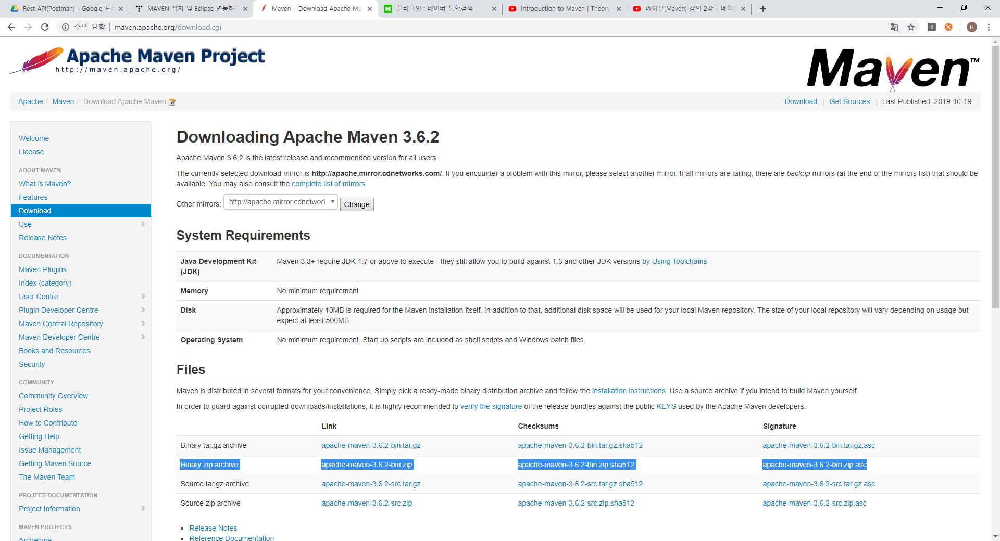 Rest API(Postman) - Google 드
MAVEN 설치 및 Eclipse 연동하기
Maven – Download Apache Ma
플러그인 : 네이버 통합검색
Introduction to Maven | Theory
메이븐(Maven) 강의 2강 - 메이븐
주의 요함 | maven.apache.org/download.cgi
H
Apache Maven Project
http://maven.apache.org/
Maven™
Apache / Maven / Download Apache Maven
Download | Get Sources | Last Published: 2019-10-19
Welcome
License
ABOUT MAVEN
What is Maven?
Features
Download
Use
Release Notes
DOCUMENTATION
Maven Plugins
Index (category)
User Centre
Plugin Developer Centre
Maven Central Repository
Maven Developer Centre
Books and Resources
Security
COMMUNITY
Community Overview
Project Roles
How to Contribute
Getting Help
Issue Management
Getting Maven Source
The Maven Team
PROJECT DOCUMENTATION
Project Information
MAVEN PROJECTS
Archetype
Downloading Apache Maven 3.6.2
Apache Maven 3.6.2 is the latest release and recommended version for all users.
The currently selected download mirror is http://apache.mirror.cdnetworks.com/. If you encounter a problem with this mirror, please select another mirror. If all mirrors are failing, there are backup mirrors (at the end of the mirrors list) that should be
available. You may also consult the complete list of mirrors.
Other mirrors: http://apache.mirror.cdnetwork Change
System Requirements
Java Development Kit (JDK) Maven 3.3+ require JDK 1.7 or above to execute - they still allow you to build against 1.3 and other JDK versions by Using Toolchains
Memory No minimum requirement
Disk Approximately 10MB is required for the Maven installation itself. In addition to that, additional disk space will be used for your local Maven repository. The size of your local repository will vary depending on usage but
expect at least 500MB.
Operating System No minimum requirement. Start up scripts are included as shell scripts and Windows batch files.
Files
Maven is distributed in several formats for your convenience. Simply pick a ready-made binary distribution archive and follow the installation instructions. Use a source archive if you intend to build Maven yourself.
In order to guard against corrupted downloads/installations, it is highly recommended to verify the signature of the release bundles against the public KEYS used by the Apache Maven developers.
Link Checksums Signature
Binary tar.gz archive apache-maven-3.6.2-bin.tar.gz apache-maven-3.6.2-bin.tar.gz.sha512 apache-maven-3.6.2-bin.tar.gz.asc
Binary zip archive apache-maven-3.6.2-bin.zip apache-maven-3.6.2-bin.zip.sha512 apache-maven-3.6.2-bin.zip.asc
Source tar.gz archive apache-maven-3.6.2-src.tar.gz apache-maven-3.6.2-src.tar.gz.sha512 apache-maven-3.6.2-src.tar.gz.asc
Source zip archive apache-maven-3.6.2-src.zip apache-maven-3.6.2-src.zip.sha512 apache-maven-3.6.2-src.zip.asc
Release Notes
Reference Documentation